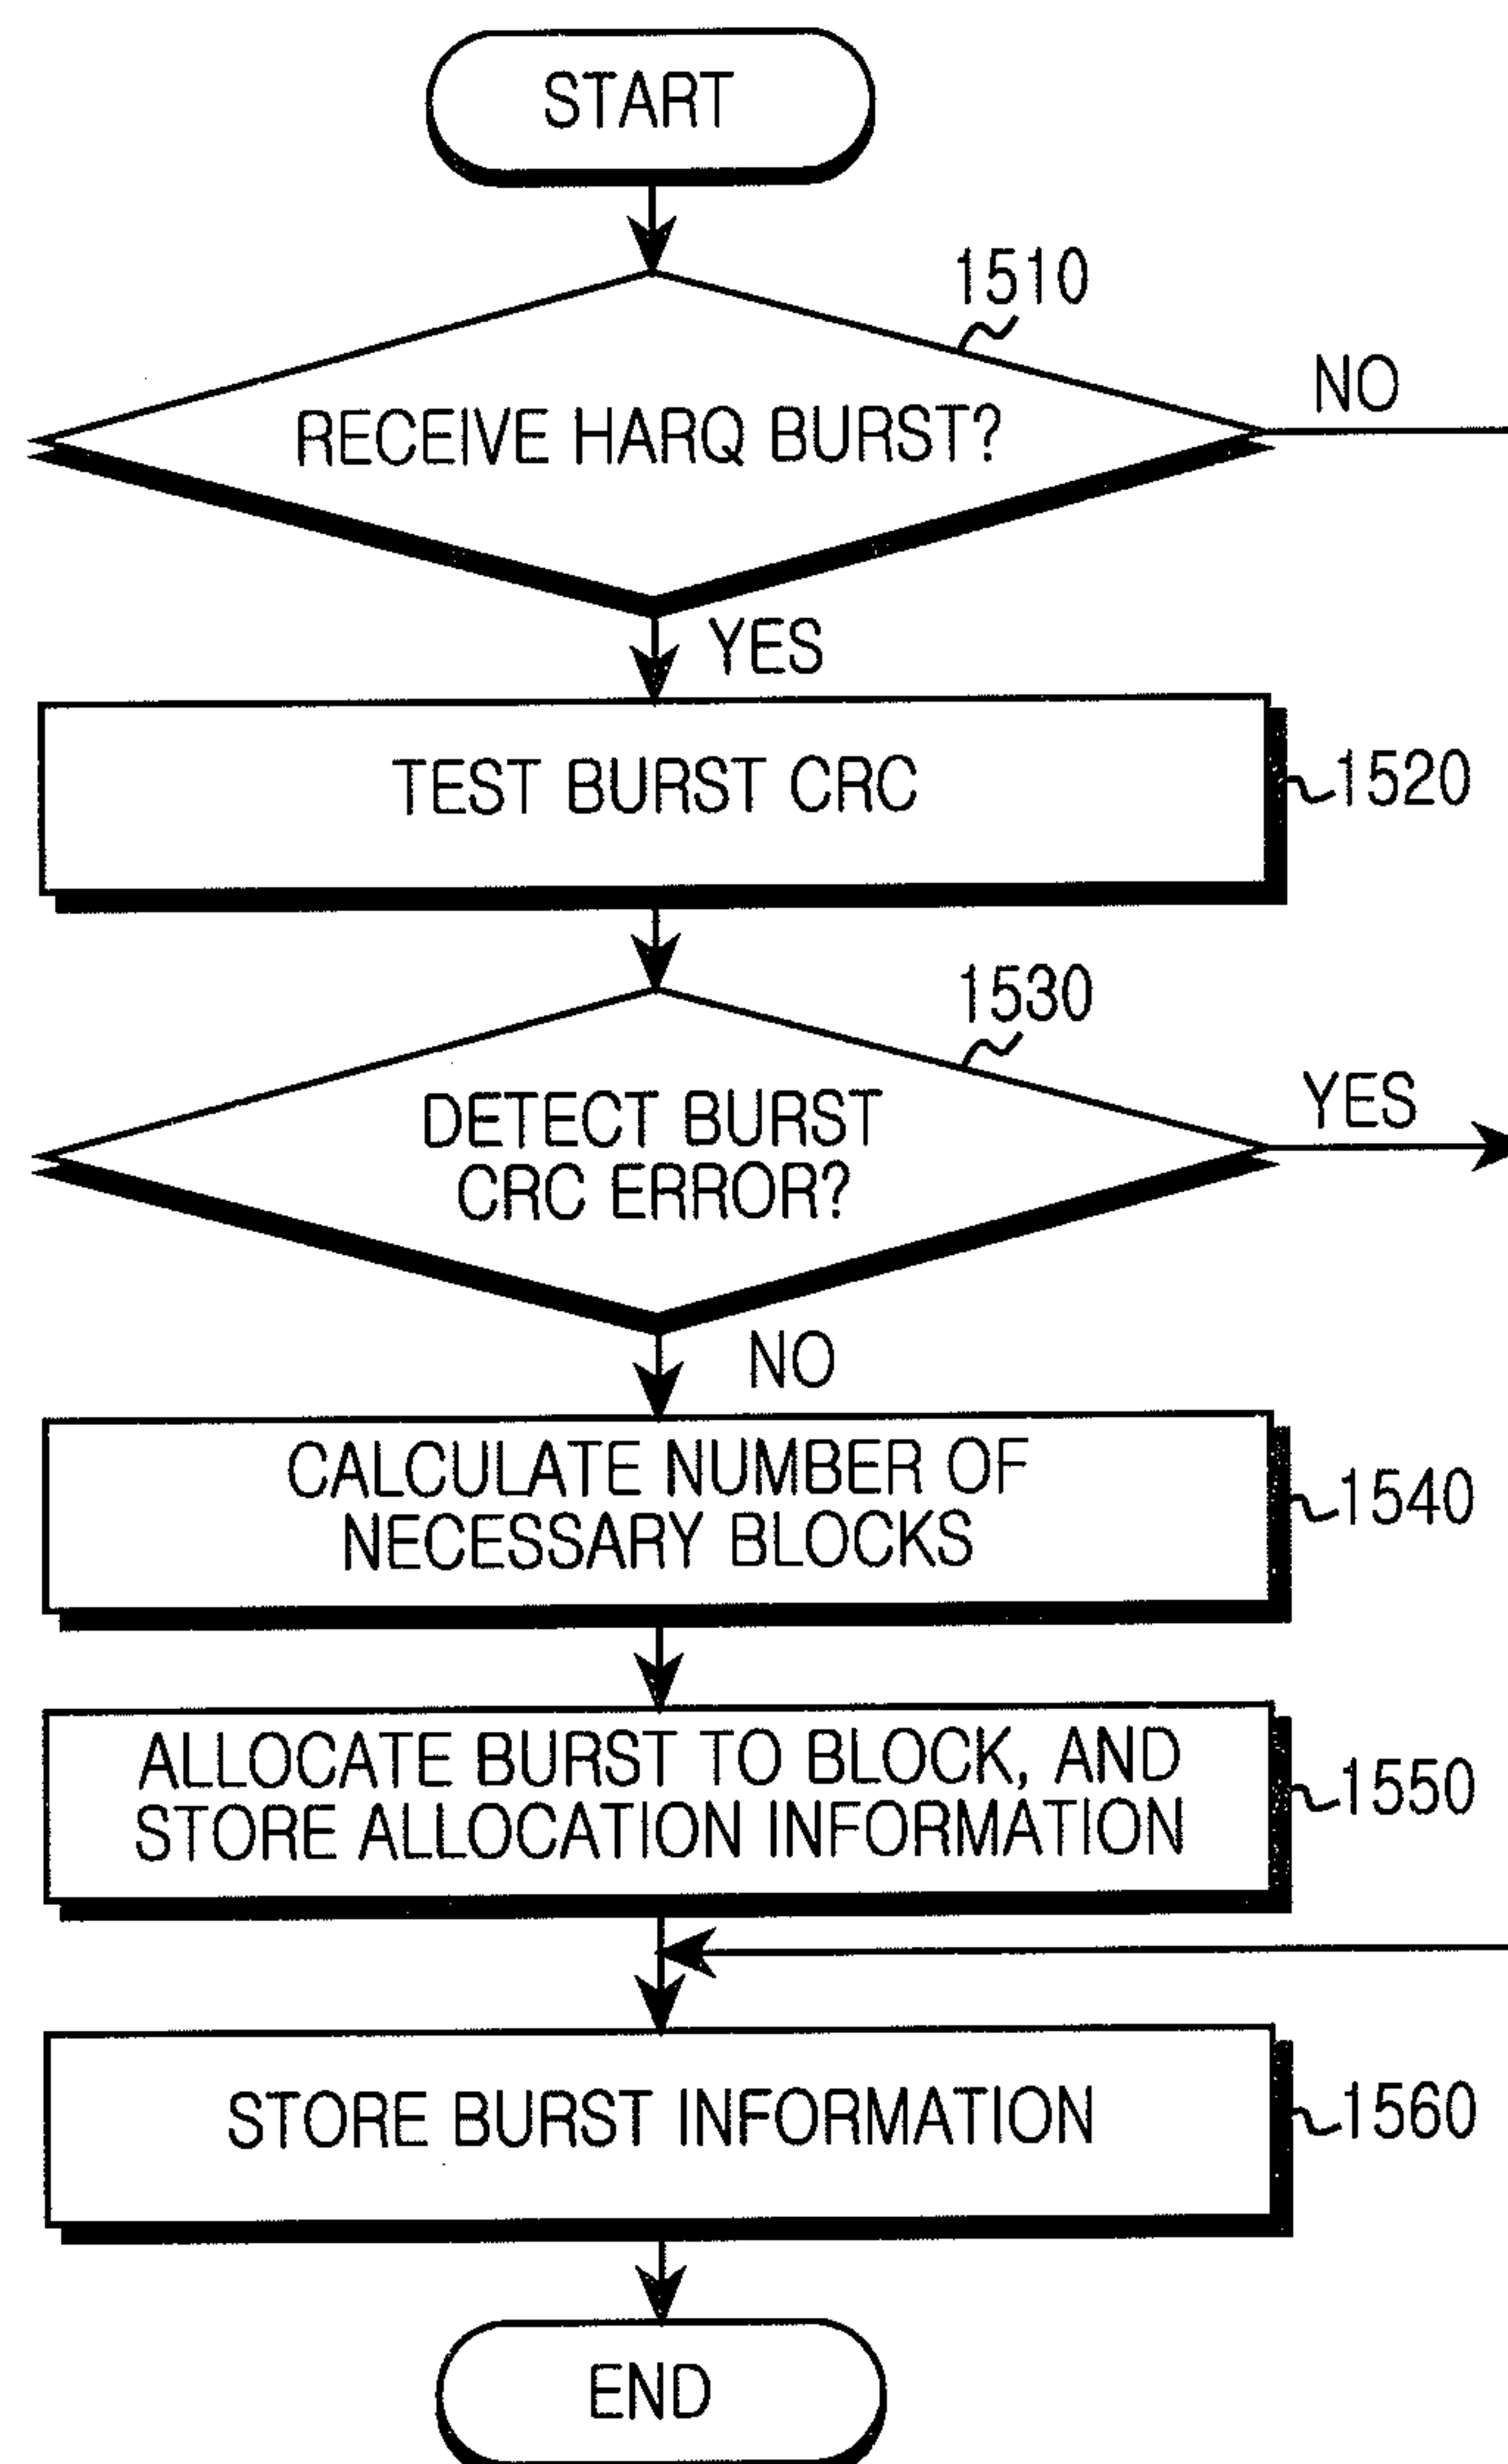 START
1510
NO
RECEIVE HARQ BURST?
YES
TEST BURST CRC
1520
1530
YES
DETECT BURST
CRC ERROR?
NO
CALCULATE NUMBER OF
NECESSARY BLOCKS
1540
ALLOCATE BURST TO BLOCK, AND
STORE ALLOCATION INFORMATION
1550
STORE BURST INFORMATION
1560
END